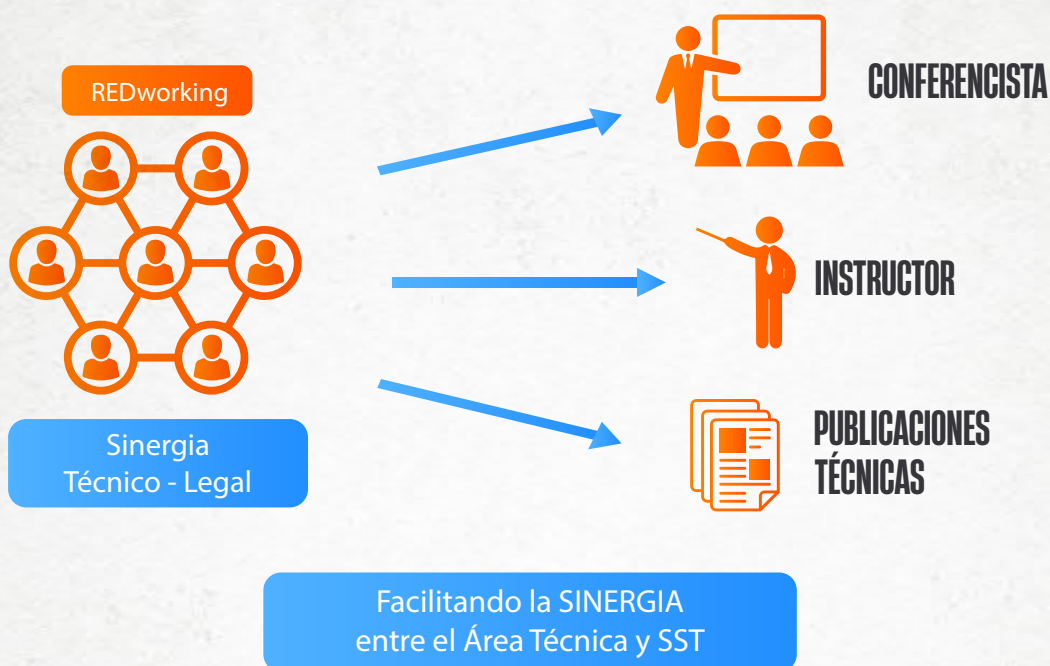 REDworking
Sinergia
Técnico - Legal
CONFERENCISTA
INSTRUCTOR
PUBLICACIONES
TÉCNICAS
Facilitando la SINERGIA
entre el Área Técnica y SST